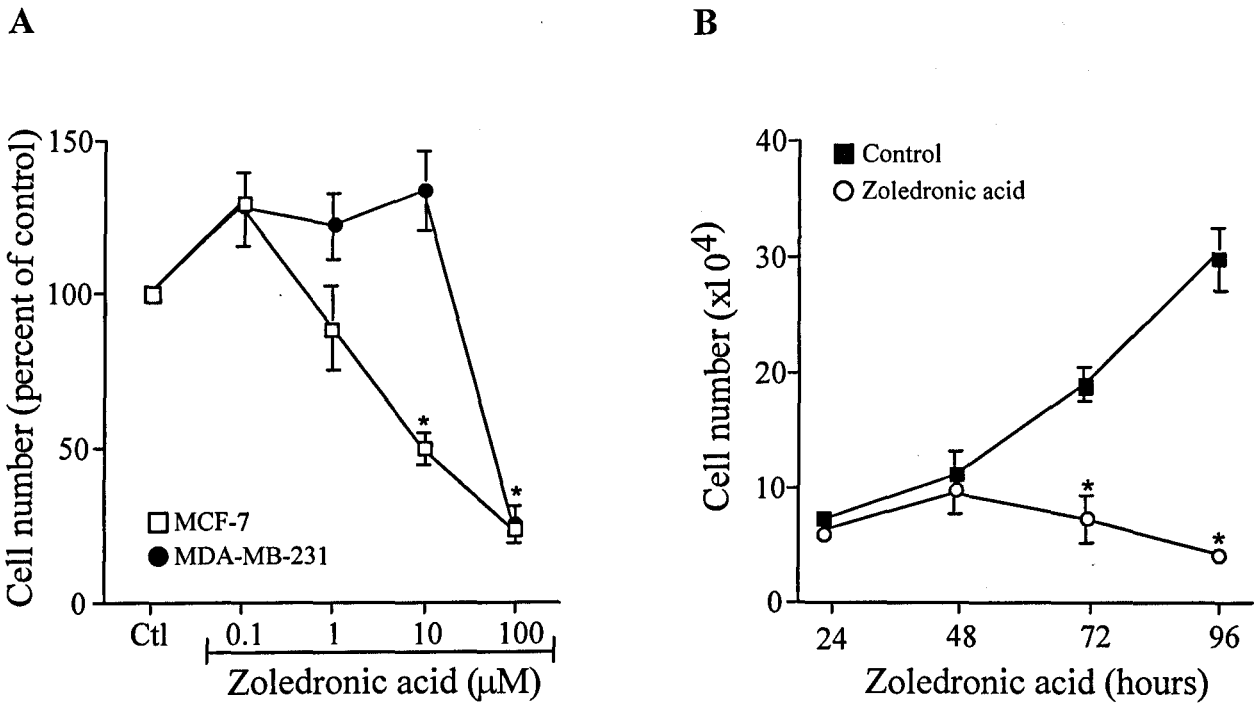 A
Cell number (percent of control)
150
100
50
0
*
*
MCF-7
MDA-MB-231
Ctl 0.1 1 10 100
Zoledronic acid (μM)
B
Cell number (x10⁴)
40
30
20
10
0
Control
Zoledronic acid
*
*
24 48 72 96
Zoledronic acid (hours)